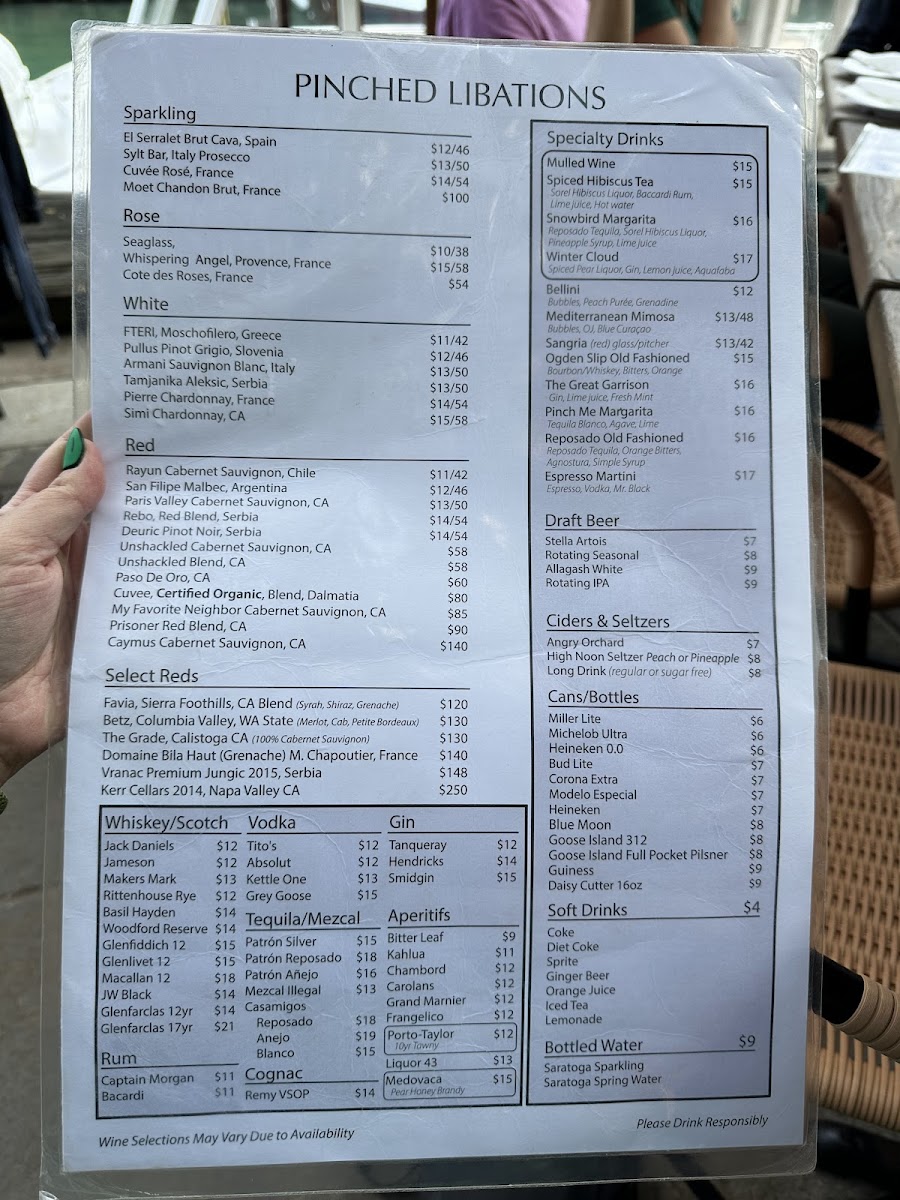 PINCHED LIBATIONS
Sparkling
El Serralet Brut Cava, Spain $12/46
Sylt Bar, Italy Prosecco $13/50
Cuvée Rosé, France $14/54
Moet Chandon Brut, France $100
Rose
Seaglass, $10/38
Whispering Angel, Provence, France $15/58
Cote des Roses, France $54
White
FTERI, Moschofilero, Greece $11/42
Pullus Pinot Grigio, Slovenia $12/46
Armani Sauvignon Blanc, Italy $13/50
Tamjanika Aleksic, Serbia $13/50
Pierre Chardonnay, France $14/54
Simi Chardonnay, CA $15/58
Red
Rayun Cabernet Sauvignon, Chile $11/42
San Filipe Malbec, Argentina $12/46
Paris Valley Cabernet Sauvignon, CA $13/50
Rebo, Red Blend, Serbia $14/54
Deuric Pinot Noir, Serbia $14/54
Unshackled Cabernet Sauvignon, CA $58
Unshackled Blend, CA $58
Paso De Oro, CA $60
Cuvee, Certified Organic, Blend, Dalmatia $80
My Favorite Neighbor Cabernet Sauvignon, CA $85
Prisoner Red Blend, CA $90
Caymus Cabernet Sauvignon, CA $140
Select Reds
Favia, Sierra Foothills, CA Blend (Syrah, Shiraz, Grenache) $120
Betz, Columbia Valley, WA State (Merlot, Cab, Petite Bordeaux) $130
The Grade, Calistoga CA (100% Cabernet Sauvignon) $130
Domaine Bila Haut (Grenache) M. Chapoutier, France $140
Vranac Premium Jungic 2015, Serbia $148
Kerr Cellars 2014, Napa Valley CA $250
Whiskey/Scotch
Jack Daniels $12
Jameson $12
Makers Mark $13
Rittenhouse Rye $12
Basil Hayden $14
Woodford Reserve $14
Glenfiddich 12 $15
Glenlivet 12 $15
Macallan 12 $18
JW Black $14
Glenfarclas 12yr $14
Glenfarclas 17yr $21
Rum
Captain Morgan $11
Bacardi $11
Vodka
Tito's $12
Absolut $12
Kettle One $13
Grey Goose $15
Tequila/Mezcal
Patrón Silver $15
Patrón Reposado $18
Patrón Añejo $16
Mezcal Illegal $13
Casamigos
Reposado $18
Anejo $19
Blanco $15
Cognac
Remy VSOP $14
Gin
Tanqueray $12
Hendricks $14
Smidgin $15
Aperitifs
Bitter Leaf $9
Kahlua $11
Chambord $12
Carolans $12
Grand Marnier $12
Frangelico $12
Porto-Taylor $12
10yr Towny
Liquor 43 $13
Medovaca $15
Pear Honey Brandy
Specialty Drinks
Mulled Wine $15
Spiced Hibiscus Tea $15
Sorel Hibiscus Liquor, Baccardi Rum,
Lime juice, Hot water
Snowbird Margarita $16
Reposado Tequila, Sorel Hibiscus Liquor,
Pineapple Syrup, Lime juice
Winter Cloud $17
Spiced Pear Liquor, Gin, Lemon Juice, Aquafaba
Bellini $12
Bubbles, Peach Purée, Grenadine
Mediterranean Mimosa $13/48
Bubbles, OJ, Blue Curaçao
Sangria (red) glass/pitcher $13/42
Ogden Slip Old Fashioned $15
Bourbon/Whiskey, Bitters, Orange
The Great Garrison $16
Gin, Lime juice, Fresh Mint
Pinch Me Margarita $16
Tequila Blanco, Agave, Lime
Reposado Old Fashioned $16
Reposado Tequila, Orange Bitters,
Agnostura, Simple Syrup
Espresso Martini $17
Espresso, Vodka, Mr. Black
Draft Beer
Stella Artois $7
Rotating Seasonal $8
Allagash White $9
Rotating IPA $9
Ciders & Seltzers
Angry Orchard $7
High Noon Seltzer Peach or Pineapple $8
Long Drink (regular or sugar free) $8
Cans/Bottles
Miller Lite $6
Michelob Ultra $6
Heineken 0.0 $6
Bud Lite $7
Corona Extra $7
Modelo Especial $7
Heineken $7
Blue Moon $8
Goose Island 312 $8
Goose Island Full Pocket Pilsner $8
Guiness $9
Daisy Cutter 16oz $9
Soft Drinks $4
Coke
Diet Coke
Sprite
Ginger Beer
Orange Juice
Iced Tea
Lemonade
Bottled Water $9
Saratoga Sparkling
Saratoga Spring Water
Wine Selections May Vary Due to Availability
Please Drink Responsibly